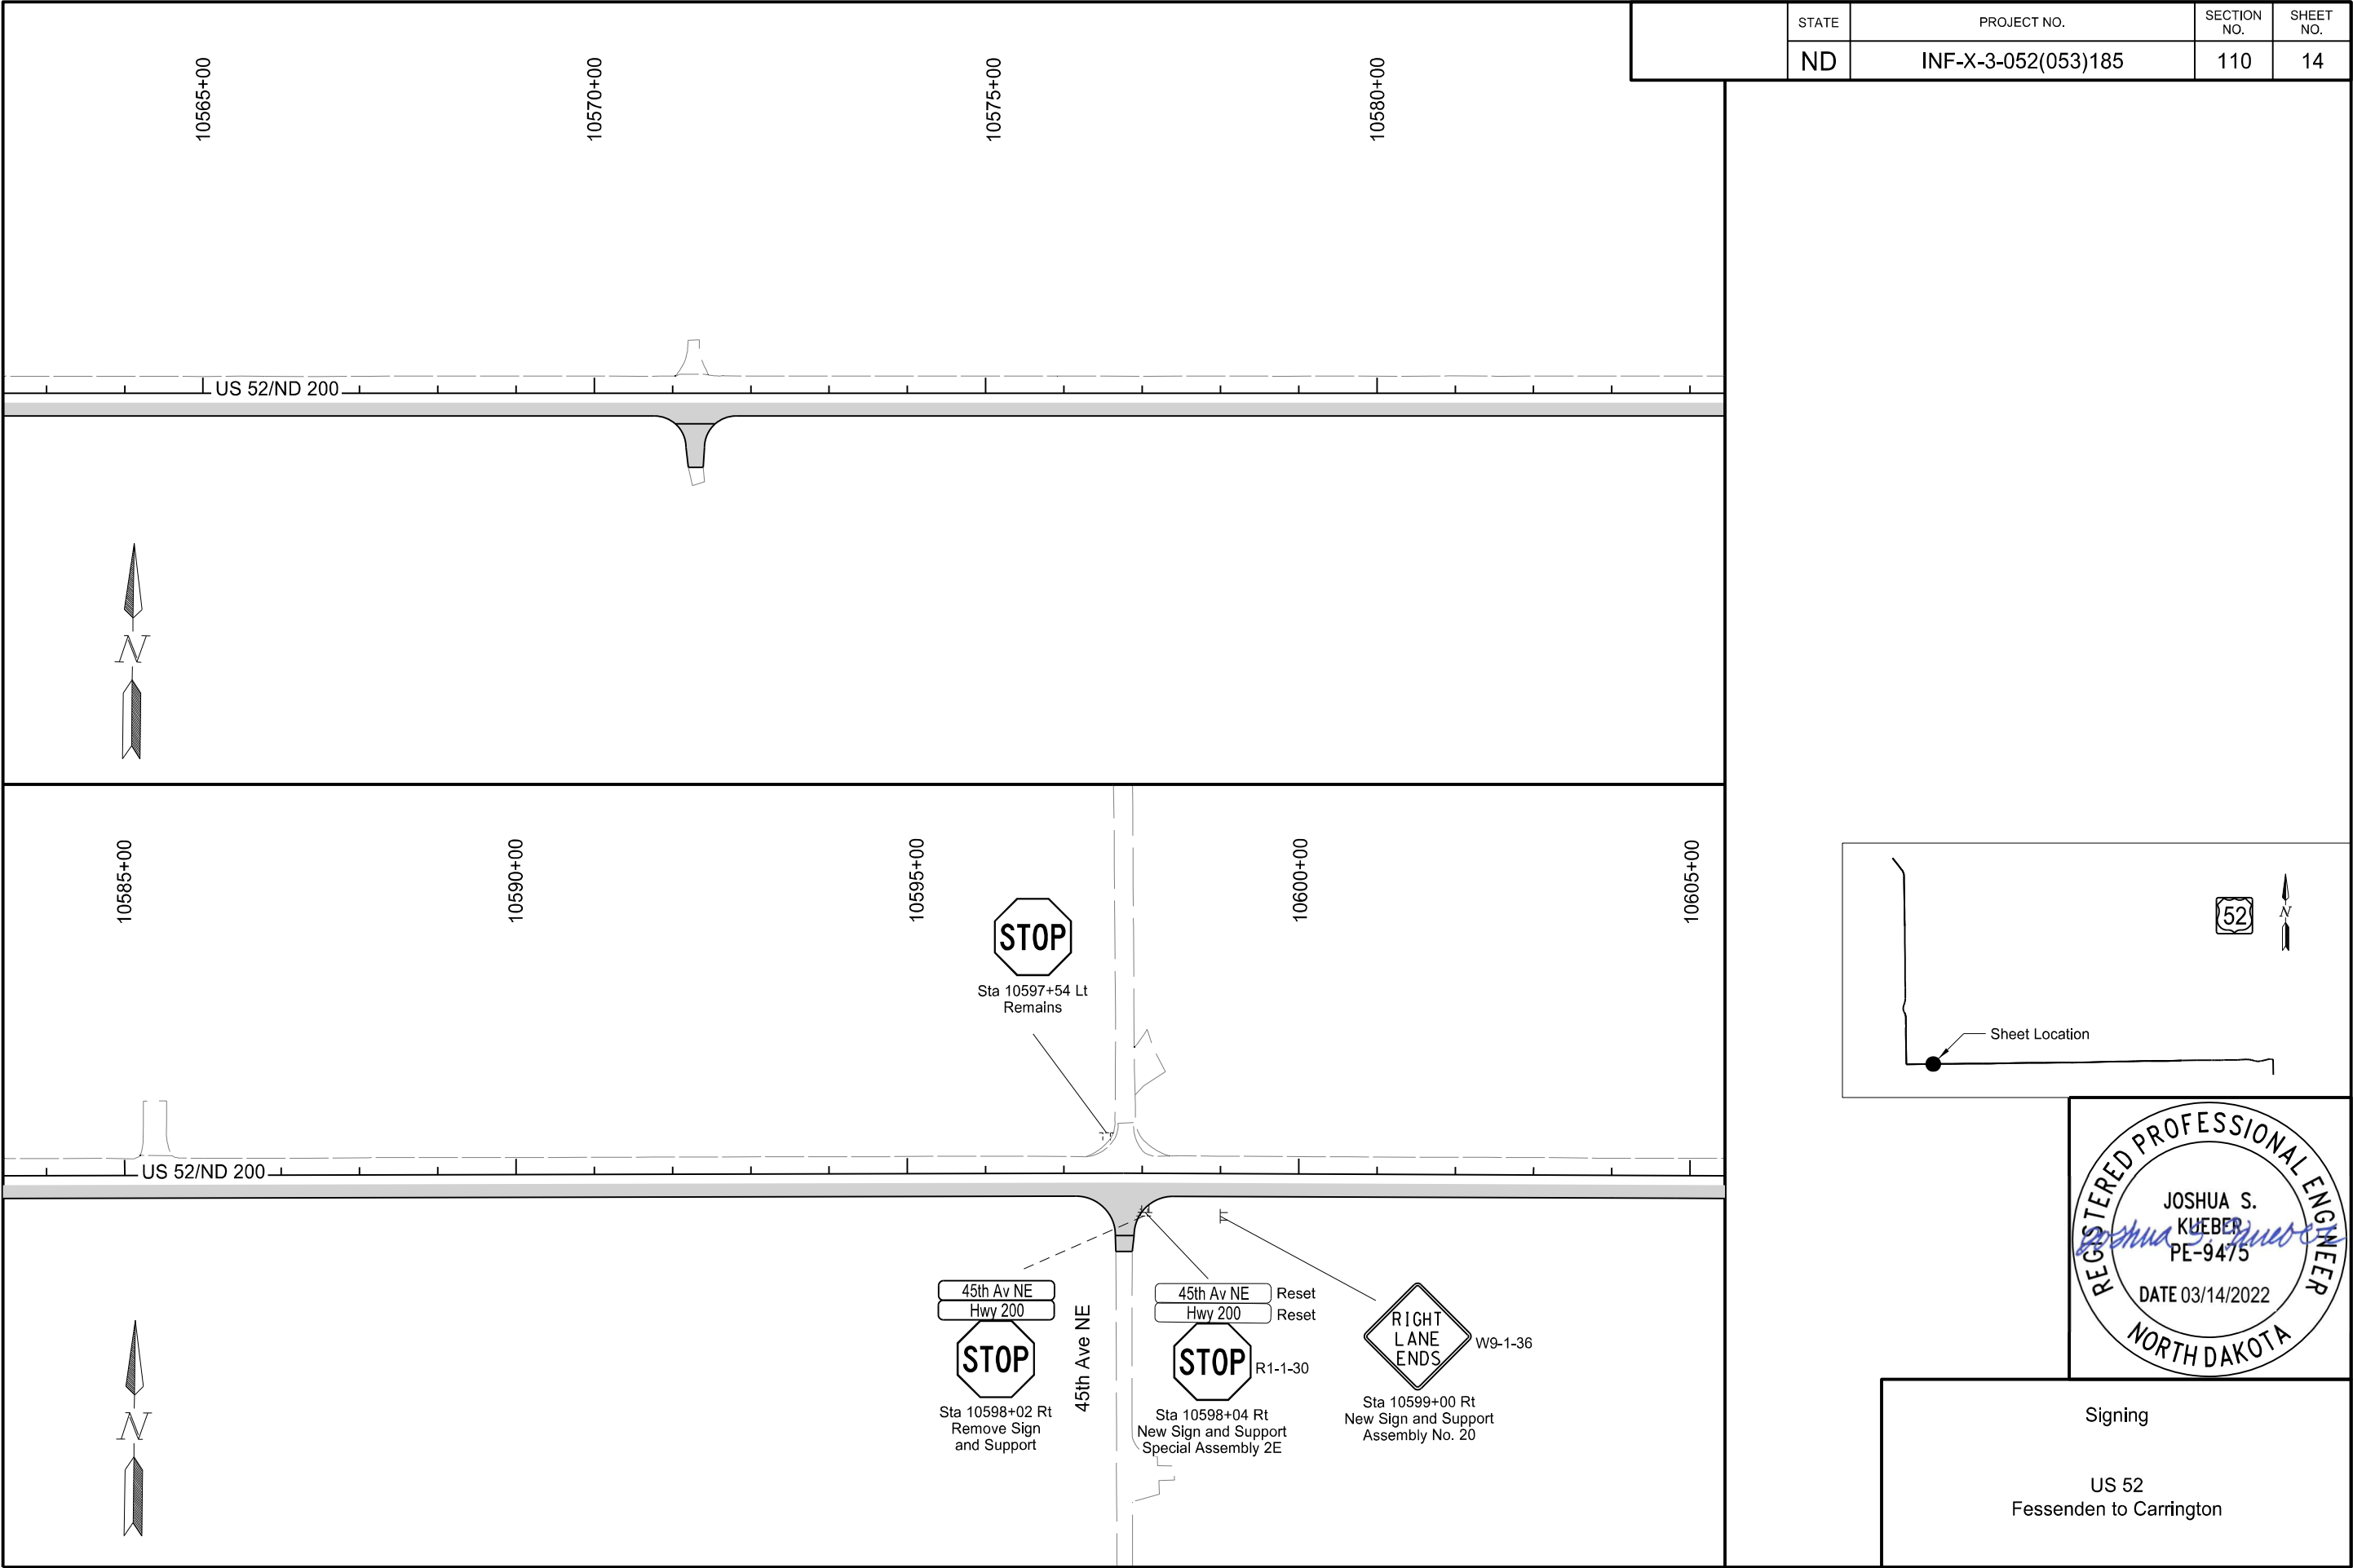 STATE
PROJECT NO.
SECTION NO.
SHEET NO.
ND
INF-X-3-052(053)185
110
14
10565+00
10570+00
10575+00
10580+00
US 52/ND 200
N
10585+00
10590+00
10595+00
10600+00
10605+00
STOP
Sta 10597+54 Lt
Remains
US 52/ND 200
45th Av NE
Hwy 200
STOP
Sta 10598+02 Rt
Remove Sign
and Support
45th Ave NE
45th Av NE Reset
Hwy 200 Reset
STOP R1-1-30
Sta 10598+04 Rt
New Sign and Support
Special Assembly 2E
RIGHT
LANE
ENDS
W9-1-36
Sta 10599+00 Rt
New Sign and Support
Assembly No. 20
N
52
N
Sheet Location
REGISTERED PROFESSIONAL ENGINEER
JOSHUA S.
KUEBER
PE-9475
Joshua S. Kueber
DATE 03/14/2022
NORTH DAKOTA
Signing
US 52
Fessenden to Carrington